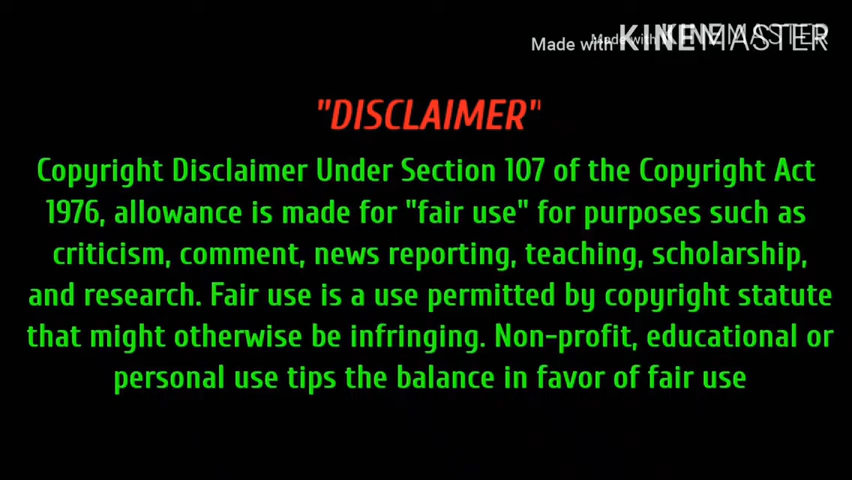 Made with KINEMASTER
Made with KINEMASTER
"DISCLAIMER"
Copyright Disclaimer Under Section 107 of the Copyright Act
1976, allowance is made for "fair use" for purposes such as
criticism, comment, news reporting, teaching, scholarship,
and research. Fair use is a use permitted by copyright statute
that might otherwise be infringing. Non-profit, educational or
personal use tips the balance in favor of fair use